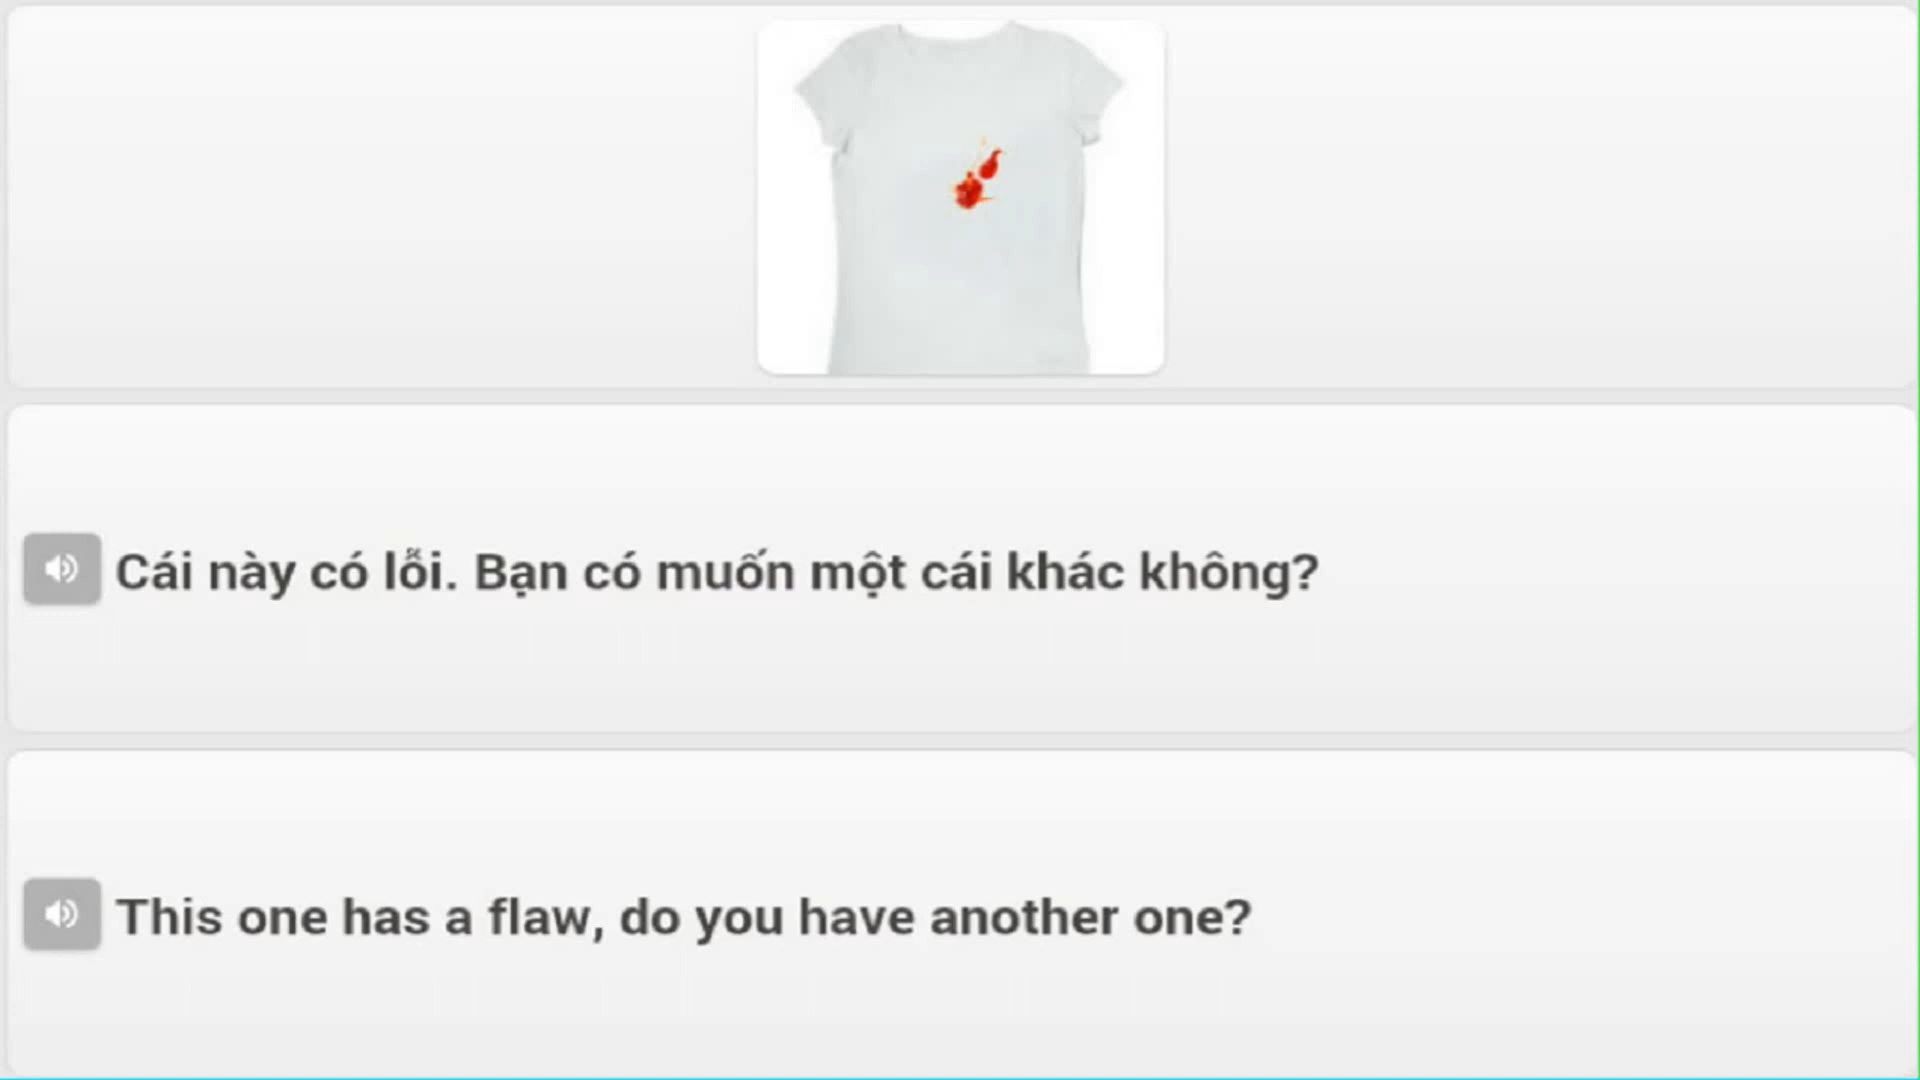 Cái này có lỗi. Bạn có muốn một cái khác không?
This one has a flaw, do you have another one?